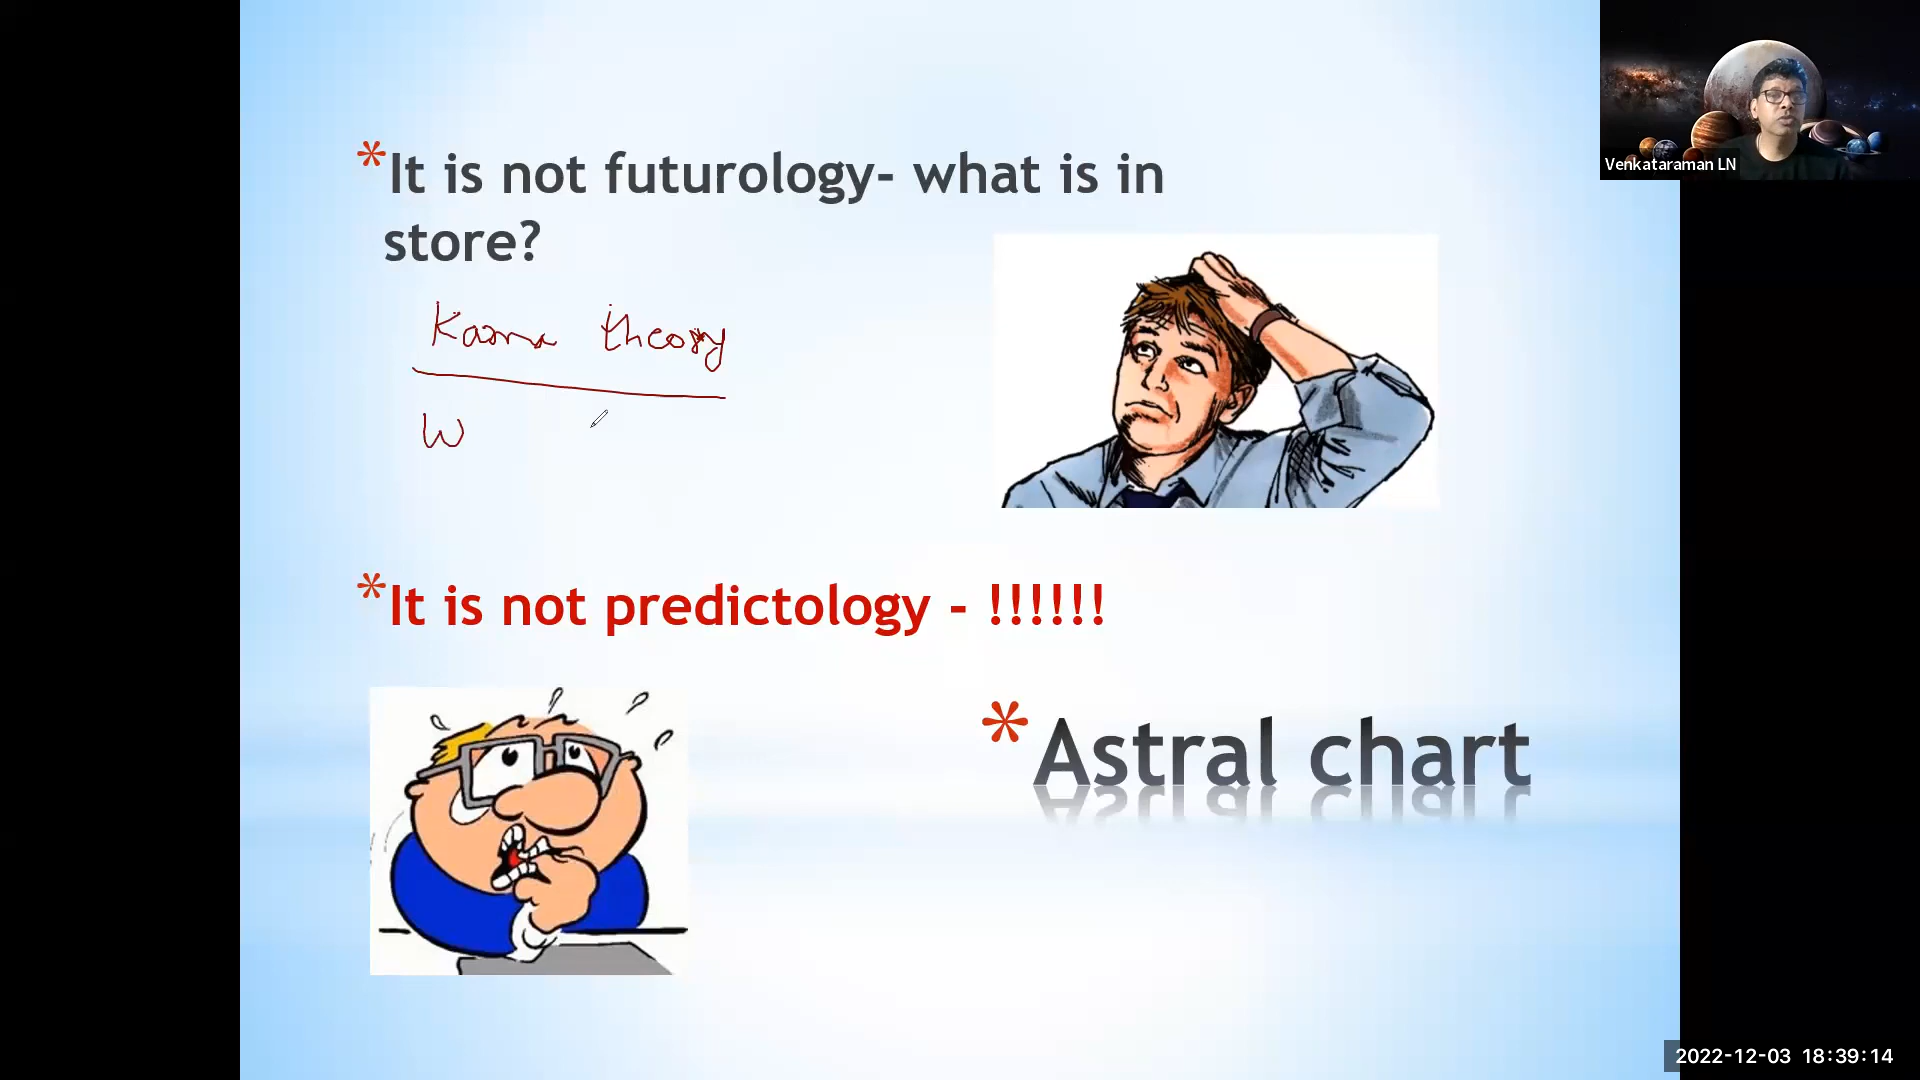 *It is not futurology- what is in
store?
Karma theory
W
*It is not predictology - !!!!!!
*Astral chart
Venkataraman LN
2022-12-03 18:39:14